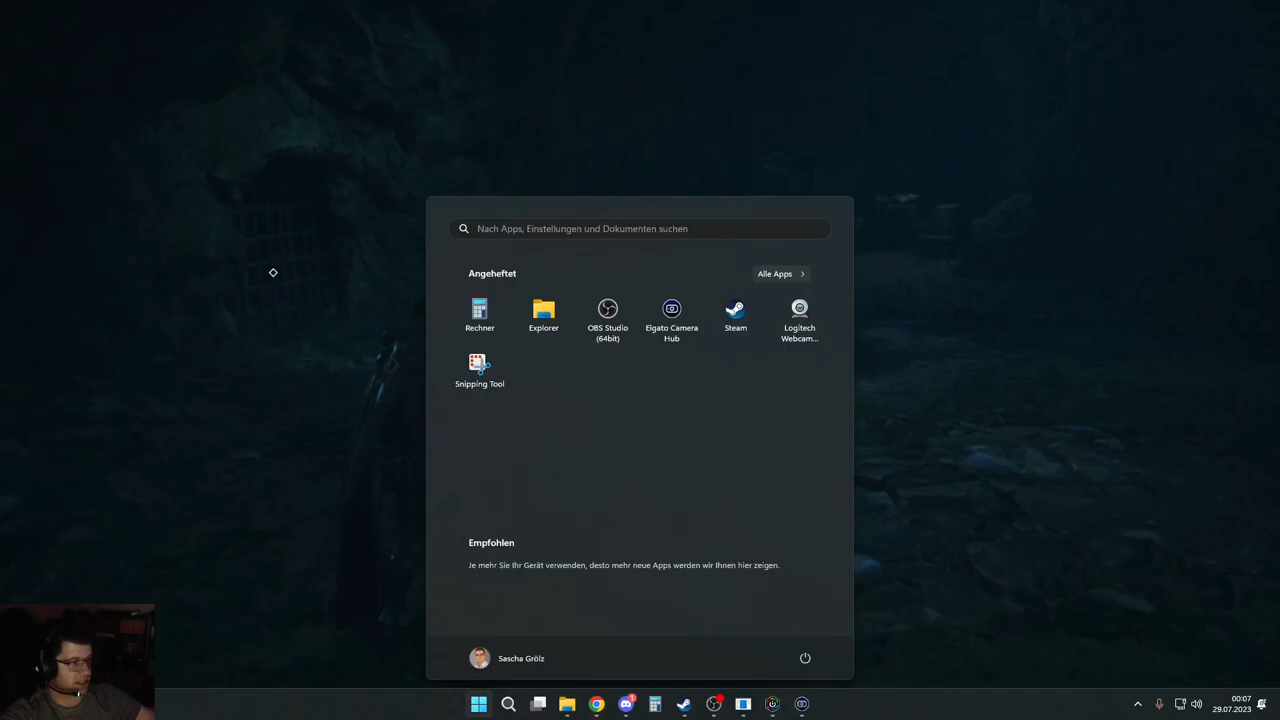 Nach Apps, Einstellungen und Dokumenten suchen
Angeheftet
Alle Apps
Rechner
Explorer
OBS Studio
(64bit)
Elgato Camera
Hub
Steam
Logitech
Webcam...
Snipping Tool
Empfohlen
Je mehr Sie Ihr Gerät verwenden, desto mehr neue Apps werden wir Ihnen hier zeigen.
Sascha Grölz
1
00:07
29.07.2023